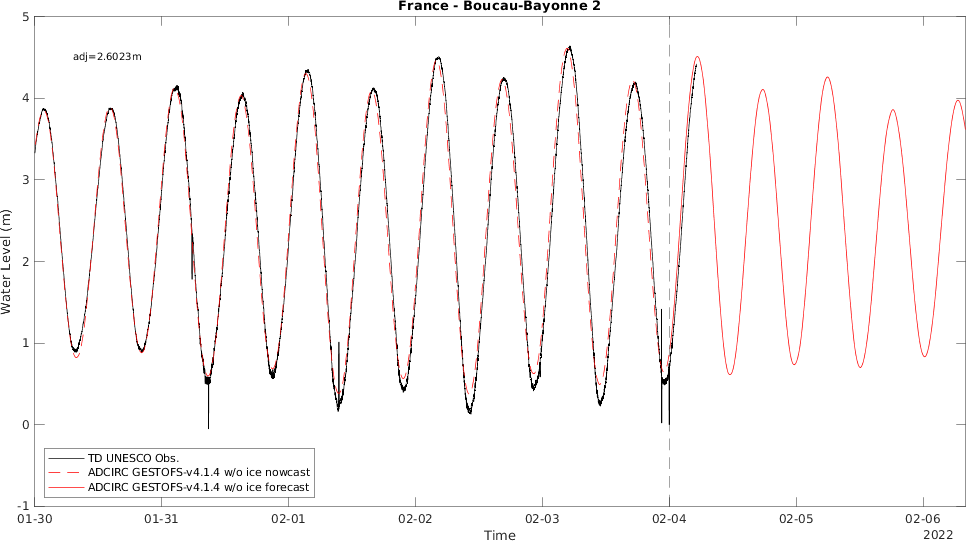 France - Boucau-Bayonne 2
5
adj=2.6023m
4
3
2
1
0
-1
Water Level (m)
TD UNESCO Obs.
ADCIRC GESTOFS-v4.1.4 w/o ice nowcast
ADCIRC GESTOFS-v4.1.4 w/o ice forecast
01-30 01-31 02-01 02-02 02-03 02-04 02-05 02-06
Time 2022